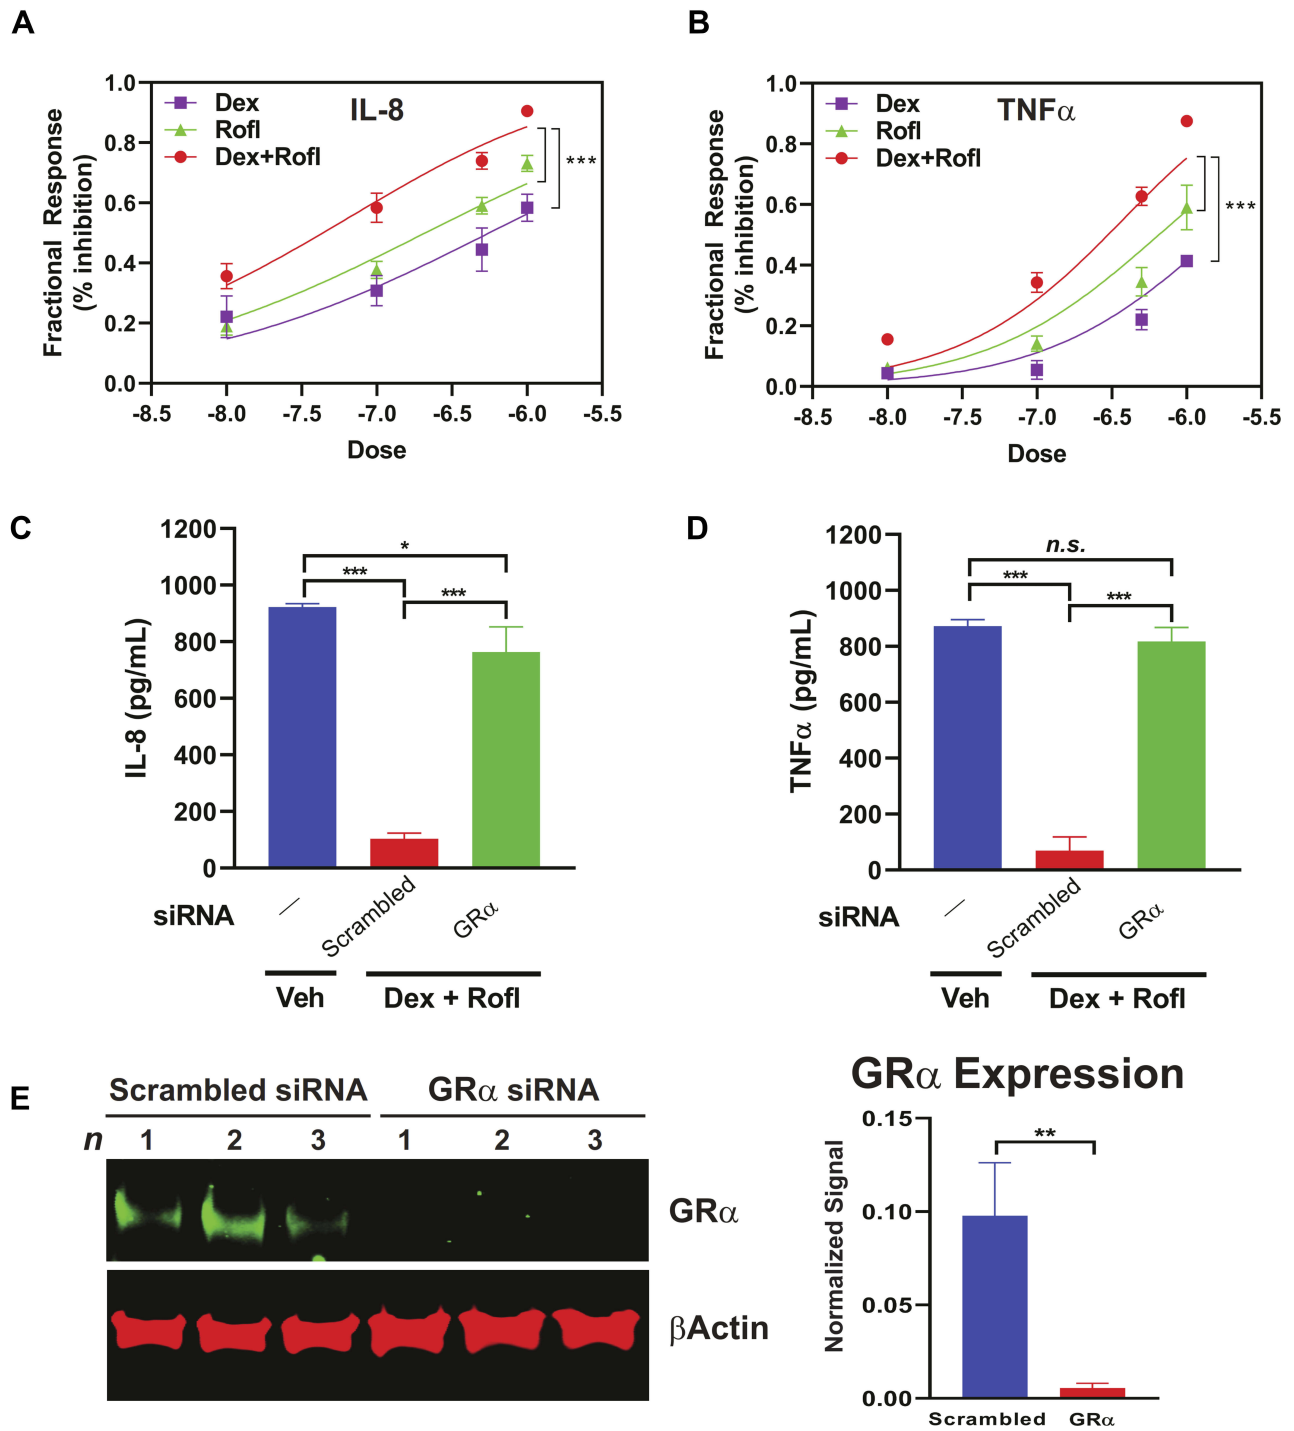 A
1.0
0.8
0.6
0.4
0.2
0.0
Fractional Response
(% inhibition)
Dex
Rofl
Dex+Rofl
IL-8
***
-8.5 -8.0 -7.5 -7.0 -6.5 -6.0 -5.5
Dose
B
1.0
0.8
0.6
0.4
0.2
0.0
Fractional Response
(% inhibition)
Dex
Rofl
Dex+Rofl
TNFα
***
-8.5 -8.0 -7.5 -7.0 -6.5 -6.0 -5.5
Dose
C
1200
1000
800
600
400
200
0
IL-8 (pg/mL)
*
***
***
siRNA — Scrambled GRα
Veh Dex + Rofl
D
1200
1000
800
600
400
200
0
TNFα (pg/mL)
n.s.
***
***
siRNA — Scrambled GRα
Veh Dex + Rofl
E
Scrambled siRNA GRα siRNA
n 1 2 3 1 2 3
GRα
βActin
GRα Expression
0.15
0.10
0.05
0.00
Normalized Signal
**
Scrambled GRα